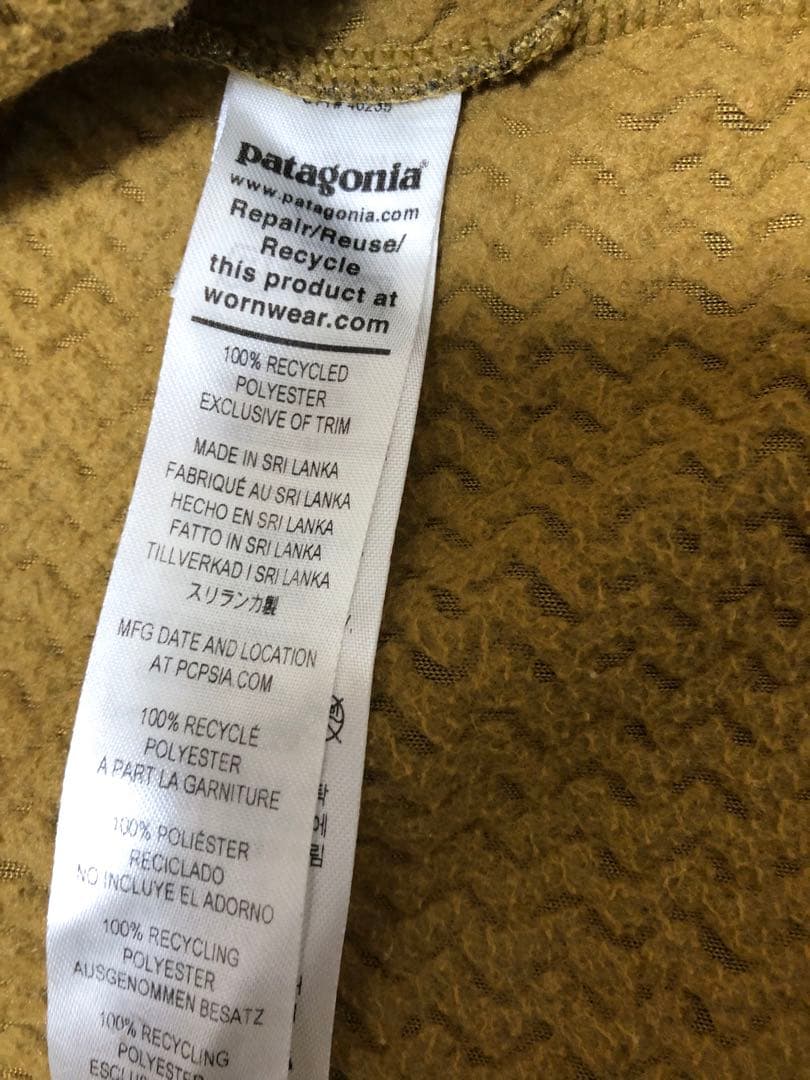 patagonia®
www.patagonia.com
Repair/Reuse/
Recycle
this product at
wornwear.com
100% RECYCLED
POLYESTER
EXCLUSIVE OF TRIM
MADE IN SRI LANKA
FABRIQUÉ AU SRI LANKA
HECHO EN SRI LANKA
FATTO IN SRI LANKA
TILLVERKAD I SRI LANKA
スリランカ製
MFG DATE AND LOCATION
AT PCPSIA.COM
100% RECYCLÉ
POLYESTER
A PART LA GARNITURE
100% POLIÉSTER
RECICLADO
NO INCLUYE EL ADORNO
100% RECYCLING
POLYESTER
AUSGENOMMEN BESATZ
100% RECYCLING
POLYESTER
에
림